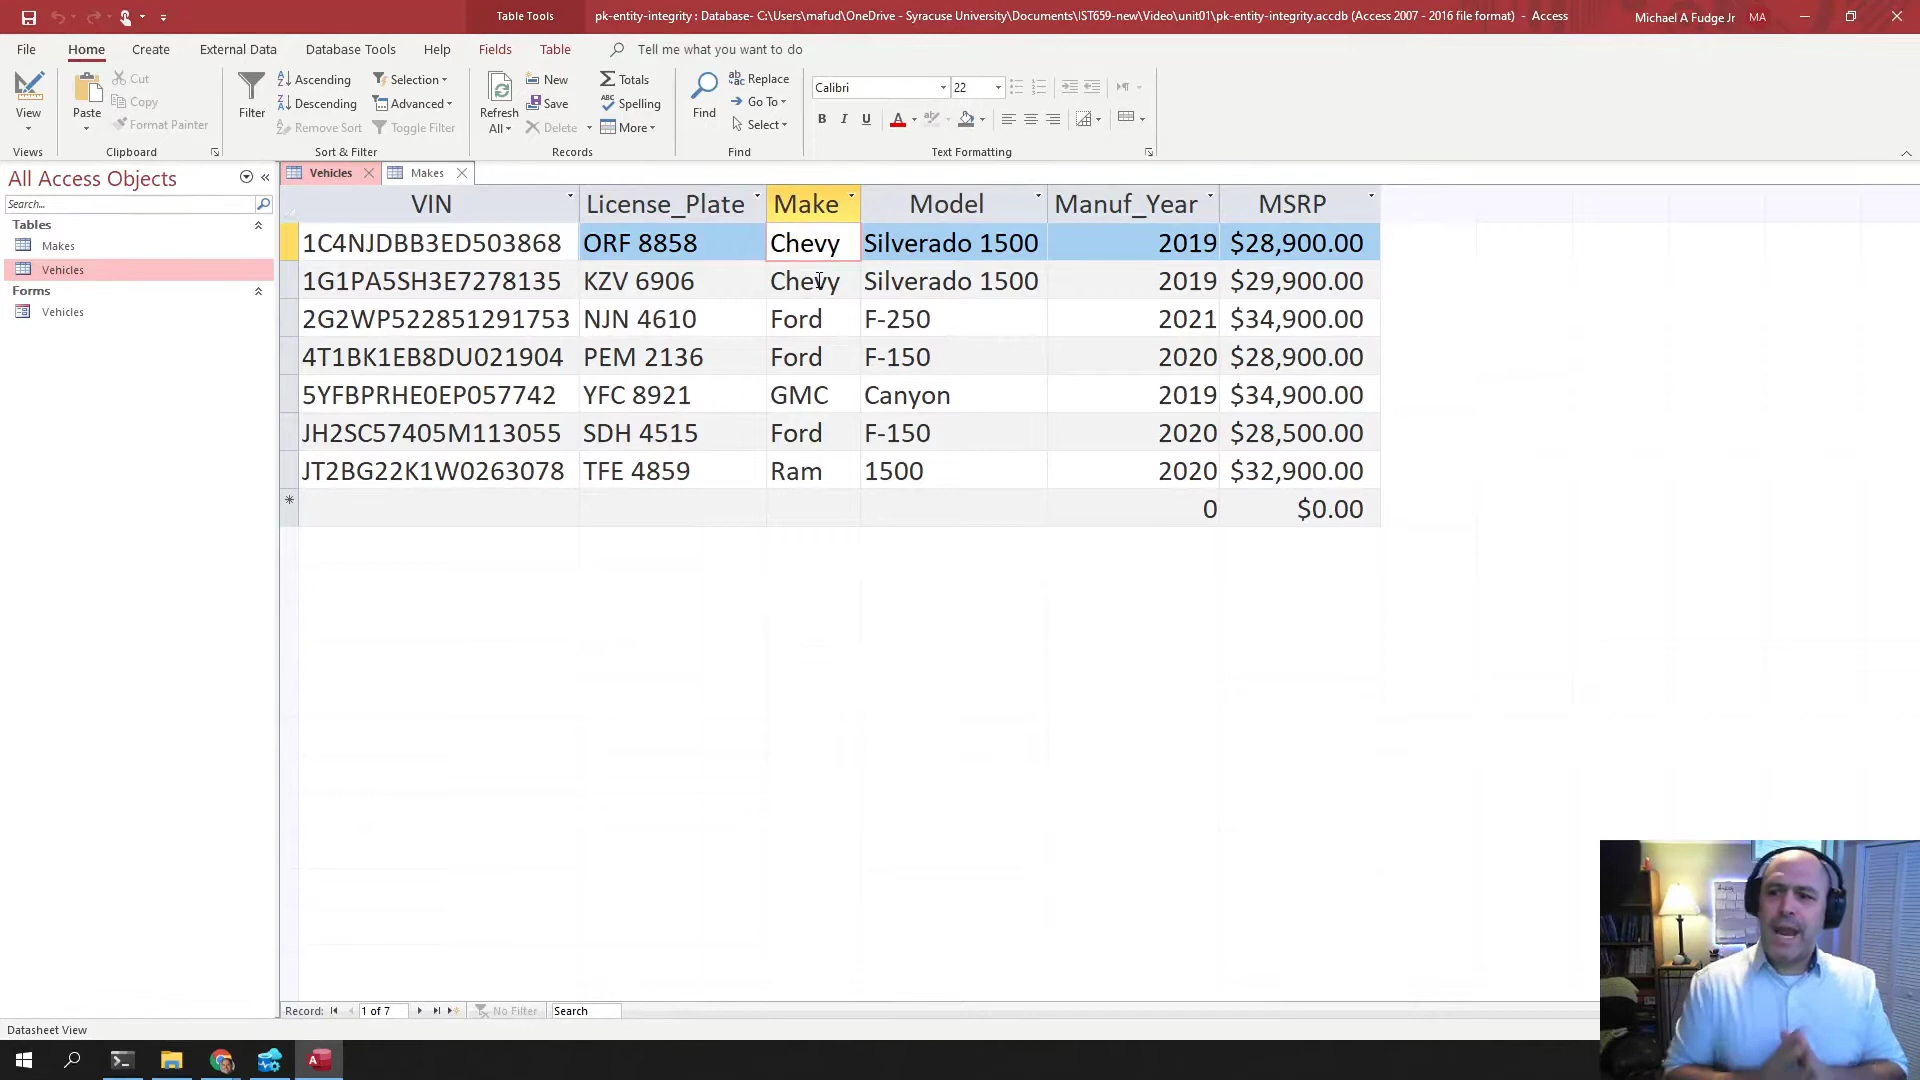 Table Tools
pk-entity-integrity : Database- C:\Users\mafud\OneDrive - Syracuse University\Documents\IST659-new\Video\unit01\pk-entity-integrity.accdb (Access 2007 - 2016 file format) - Access
Michael A Fudge Jr
MA
File Home Create External Data Database Tools Help Fields Table Tell me what you want to do
View
Views
Paste
Cut
Copy
Format Painter
Clipboard
Filter
Ascending
Descending
Remove Sort
Selection
Advanced
Toggle Filter
Sort & Filter
Refresh
All
New
Save
Delete
Totals
Spelling
More
Records
Find
Replace
Go To
Select
Find
Calibri
22
B I U
Text Formatting
All Access Objects
Search...
Tables
Makes
Vehicles
Forms
Vehicles
Vehicles Makes
VIN License_Plate Make Model Manuf_Year MSRP
1C4NJDBB3ED503868 ORF 8858 Chevy Silverado 1500 2019 $28,900.00
1G1PA5SH3E7278135 KZV 6906 Chevy Silverado 1500 2019 $29,900.00
2G2WP522851291753 NJN 4610 Ford F-250 2021 $34,900.00
4T1BK1EB8DU021904 PEM 2136 Ford F-150 2020 $28,900.00
5YFBPRHE0EP057742 YFC 8921 GMC Canyon 2019 $34,900.00
JH2SC57405M113055 SDH 4515 Ford F-150 2020 $28,500.00
JT2BG22K1W0263078 TFE 4859 Ram 1500 2020 $32,900.00
* 0 $0.00
Record: 1 of 7 No Filter Search
Datasheet View